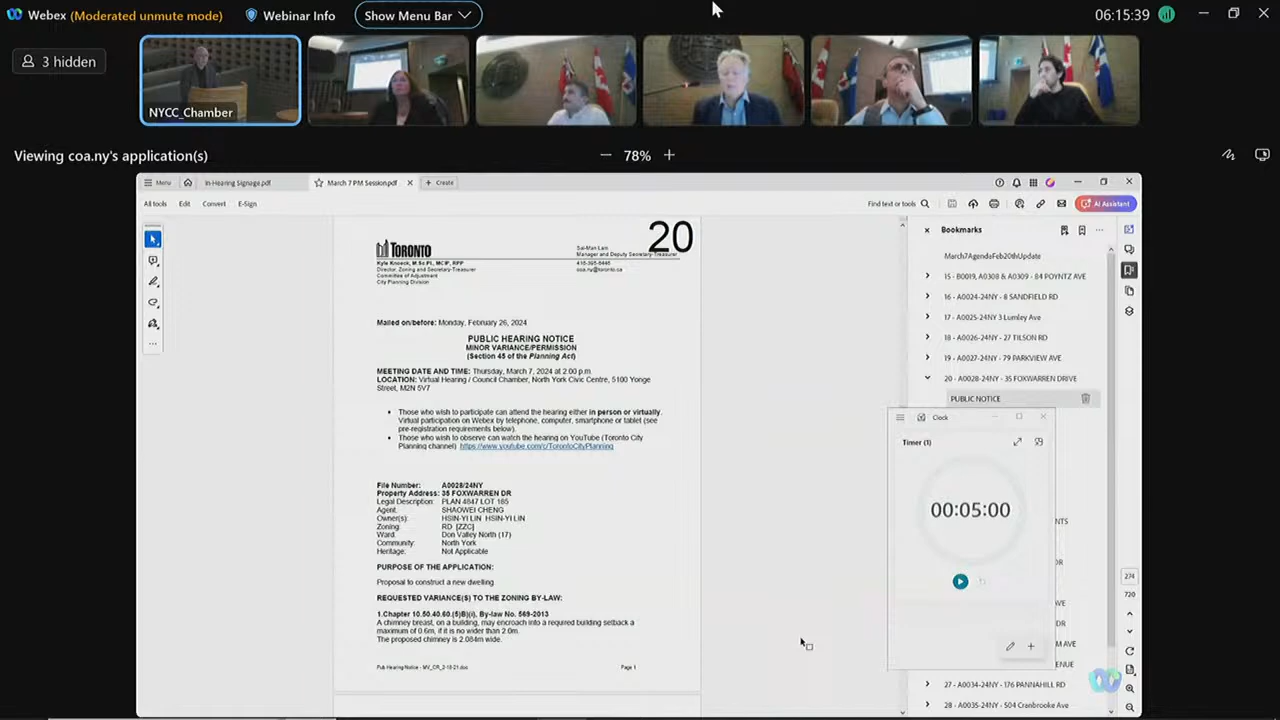 Webex (Moderated unmute mode) Webinar Info Show Menu Bar 06:15:39
3 hidden
NYCC_Chamber
Viewing coa.ny's application(s) 78%
Menu In-Hearing Signage.pdf March 7 PM Session.pdf Create
All tools Edit Convert E-Sign Find text or tools AI Assistant
20
TORONTO
Sai-Man Lam
Manager and Deputy Secretary-Treasurer
416-395-6446
coa.ny@toronto.ca
Kyle Knoeck, M.Sc.Pl., MCIP, RPP
Director, Zoning and Secretary-Treasurer
Committee of Adjustment
City Planning Division
Mailed on/before: Monday, February 26, 2024
PUBLIC HEARING NOTICE
MINOR VARIANCE/PERMISSION
(Section 45 of the Planning Act)
MEETING DATE AND TIME: Thursday, March 7, 2024 at 2:00 p.m.
LOCATION: Virtual Hearing / Council Chamber, North York Civic Centre, 5100 Yonge
Street, M2N 5V7
• Those who wish to participate can attend the hearing either in person or virtually.
Virtual participation on Webex by telephone, computer, smartphone or tablet (see
pre-registration requirements below).
• Those who wish to observe can watch the hearing on YouTube (Toronto City
Planning channel) https://www.youtube.com/c/TorontoCityPlanning
File Number: A0028/24NY
Property Address: 35 FOXWARREN DR
Legal Description: PLAN 4847 LOT 185
Agent: SHAOWEI CHENG
Owner(s): HSIN-YI LIN HSIN-YI LIN
Zoning: RD [ZZC]
Ward: Don Valley North (17)
Community: North York
Heritage: Not Applicable
PURPOSE OF THE APPLICATION:
Proposal to construct a new dwelling
REQUESTED VARIANCE(S) TO THE ZONING BY-LAW:
1.Chapter 10.50.40.60.(5)B)(i), By-law No. 569-2013
A chimney breast, on a building, may encroach into a required building setback a
maximum of 0.6m, if it is no wider than 2.0m.
The proposed chimney is 2.084m wide.
Page 1
Bookmarks
March7AgendaFeb20thUpdate
15 - B0019, A0308 & A0309 - 84 POYNTZ AVE
16 - A0024-24NY - 8 SANDFIELD RD
17 - A0025-24NY 3 Lumley Ave
18 - A0026-24NY - 27 TILSON RD
19 - A0027-24NY - 79 PARKVIEW AVE
20 - A0028-24NY - 35 FOXWARREN DRIVE
PUBLIC NOTICE
Clock
Timer (1)
00:05:00
NTS
DR
274
720
VE
DR
M AVE
ENUE
27 - A0034-24NY - 176 PANNAHILL RD
28 - A0035-24NY - 504 Cranbrooke Ave